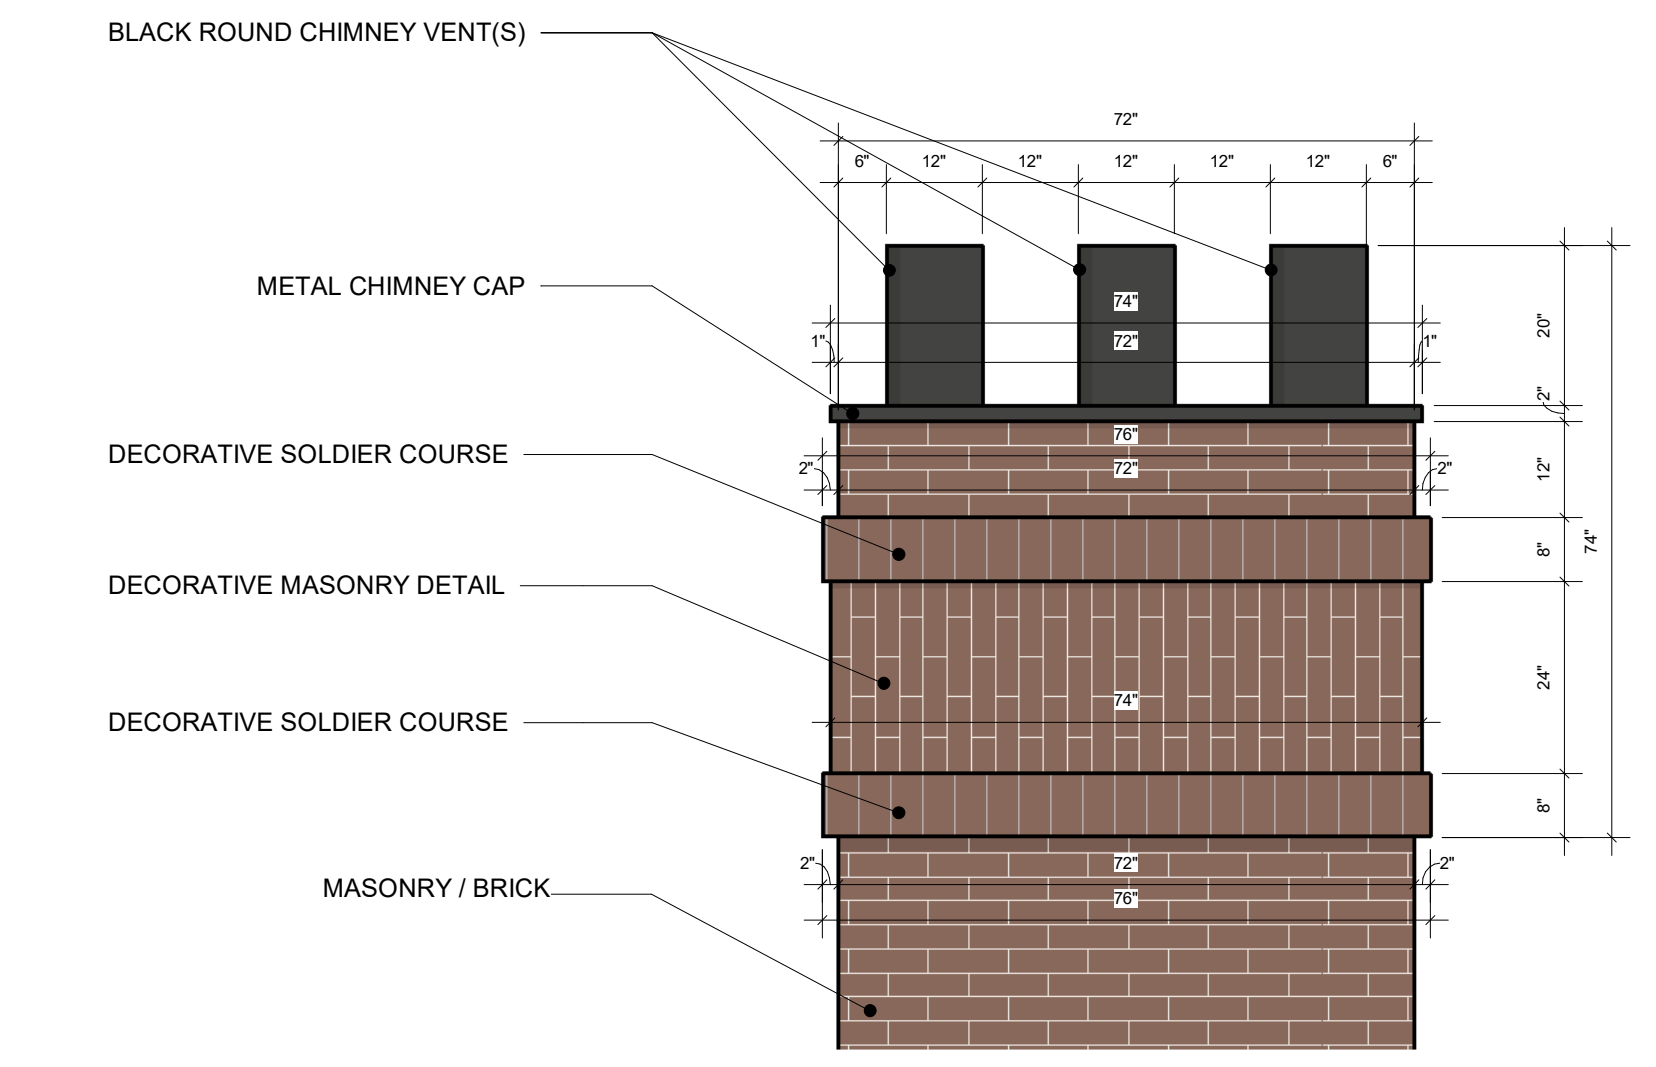 BLACK ROUND CHIMNEY VENT(S)
72"
6" 12" 12" 12" 12" 12" 6"
METAL CHIMNEY CAP
74"
20"
1" 72" 1"
2"
76"
DECORATIVE SOLDIER COURSE
2" 72" 2"
12"
74"
8"
DECORATIVE MASONRY DETAIL
24"
74"
DECORATIVE SOLDIER COURSE
8"
2" 72" 2"
MASONRY / BRICK
76"